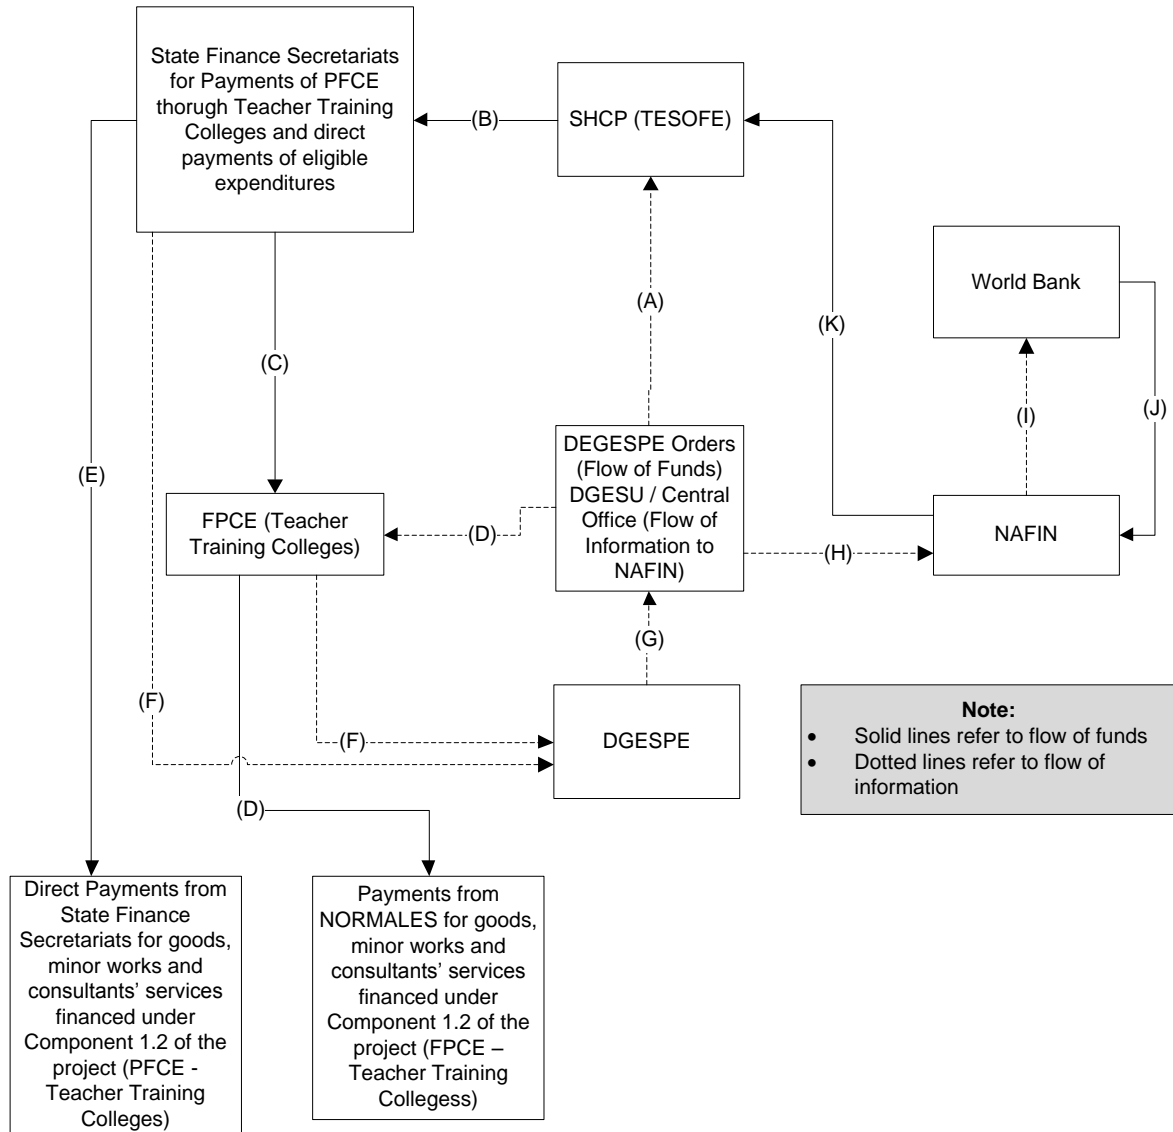 State Finance Secretariats
for Payments of PFCE
thorugh Teacher Training
Colleges and direct
payments of eligible
expenditures
(B)
SHCP (TESOFE)
World Bank
(A)
(K)
(C)
(I)
(J)
(E)
DEGESPE Orders
(Flow of Funds)
DGESU / Central
Office (Flow of
Information to
NAFIN)
FPCE (Teacher
Training Colleges)
(D)
(H)
NAFIN
(G)
(F)
(F)
DGESPE
Note:
• Solid lines refer to flow of funds
• Dotted lines refer to flow of
information
(D)
Direct Payments from
State Finance
Secretariats for goods,
minor works and
consultants’ services
financed under
Component 1.2 of the
project (PFCE -
Teacher Training
Colleges)
Payments from
NORMALES for goods,
minor works and
consultants’ services
financed under
Component 1.2 of the
project (FPCE –
Teacher Training
Collegess)